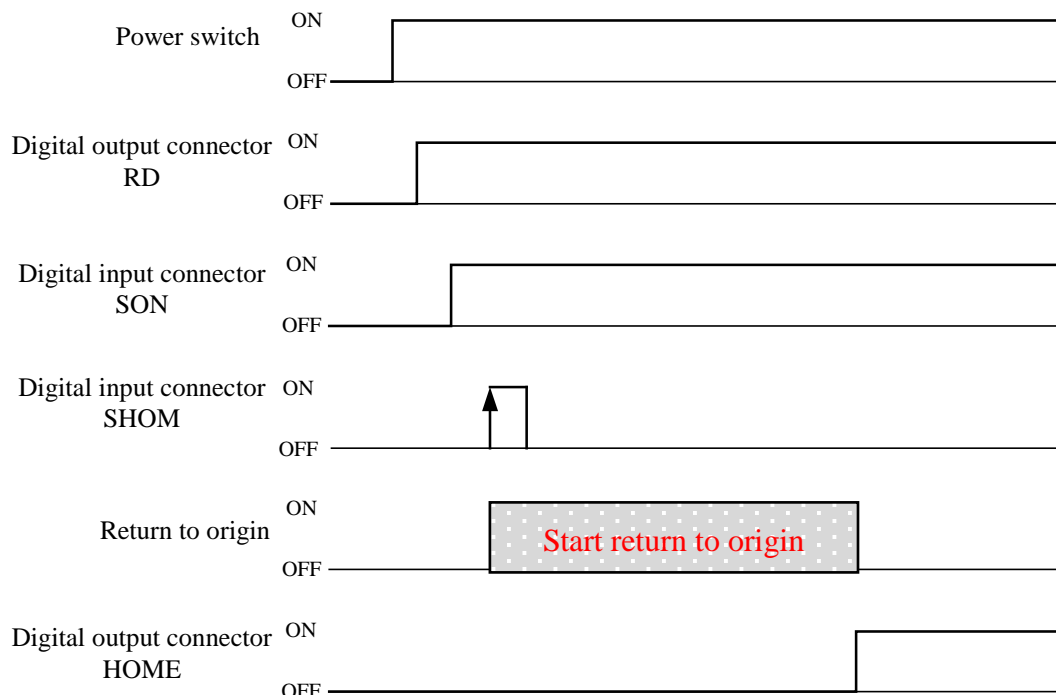 Power switch
ON
OFF
Digital output connector
RD
ON
OFF
Digital input connector
SON
ON
OFF
Digital input connector
SHOM
ON
OFF
Return to origin
ON
OFF
Start return to origin
Digital output connector
HOME
ON
OFF